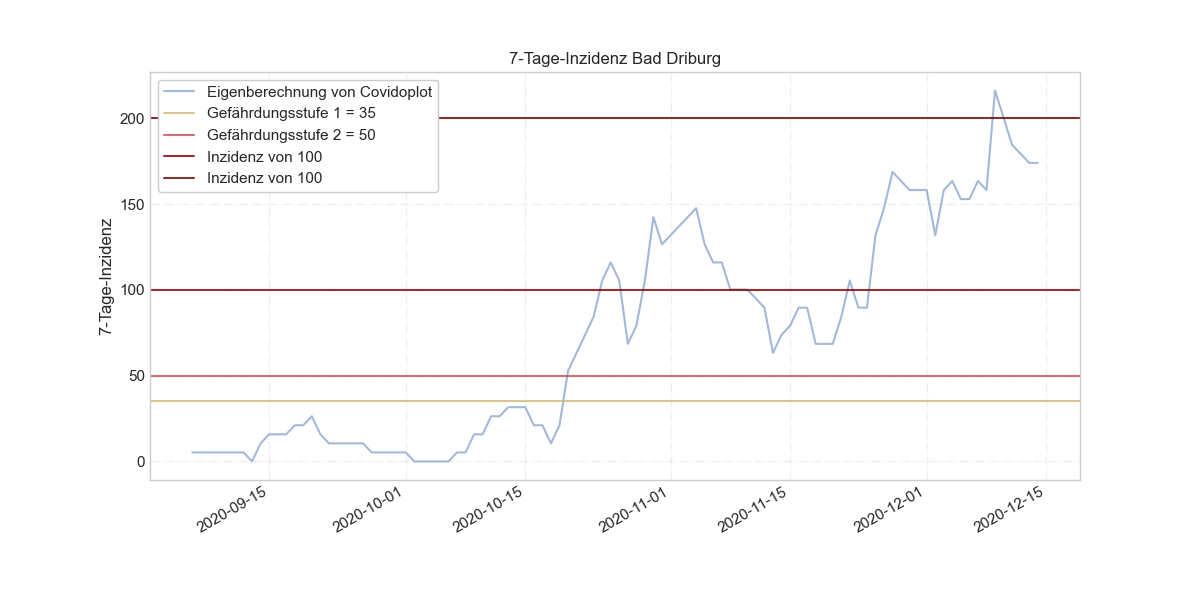 7-Tage-Inzidenz Bad Driburg
Eigenberechnung von Covidoplot
Gefährdungsstufe 1 = 35
Gefährdungsstufe 2 = 50
Inzidenz von 100
Inzidenz von 100
7-Tage-Inzidenz
200
150
100
50
0
2020-09-15
2020-10-01
2020-10-15
2020-11-01
2020-11-15
2020-12-01
2020-12-15